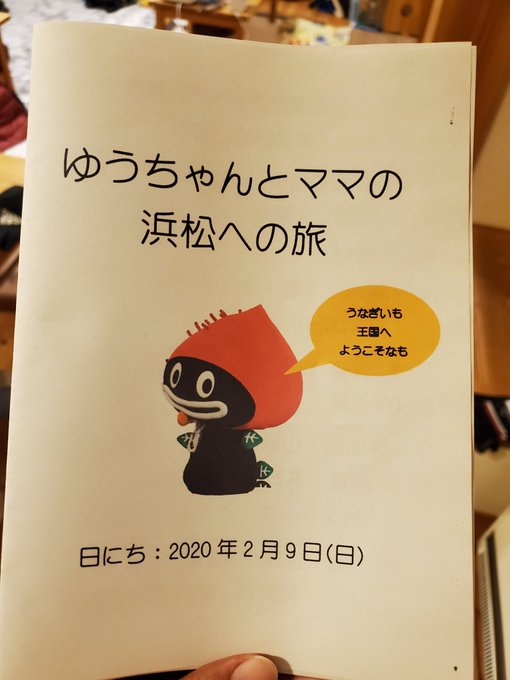 ゆうちゃんとママの
浜松への旅
うなぎいも
王国へ
ようこそなも
日にち：2020年2月9日(日)